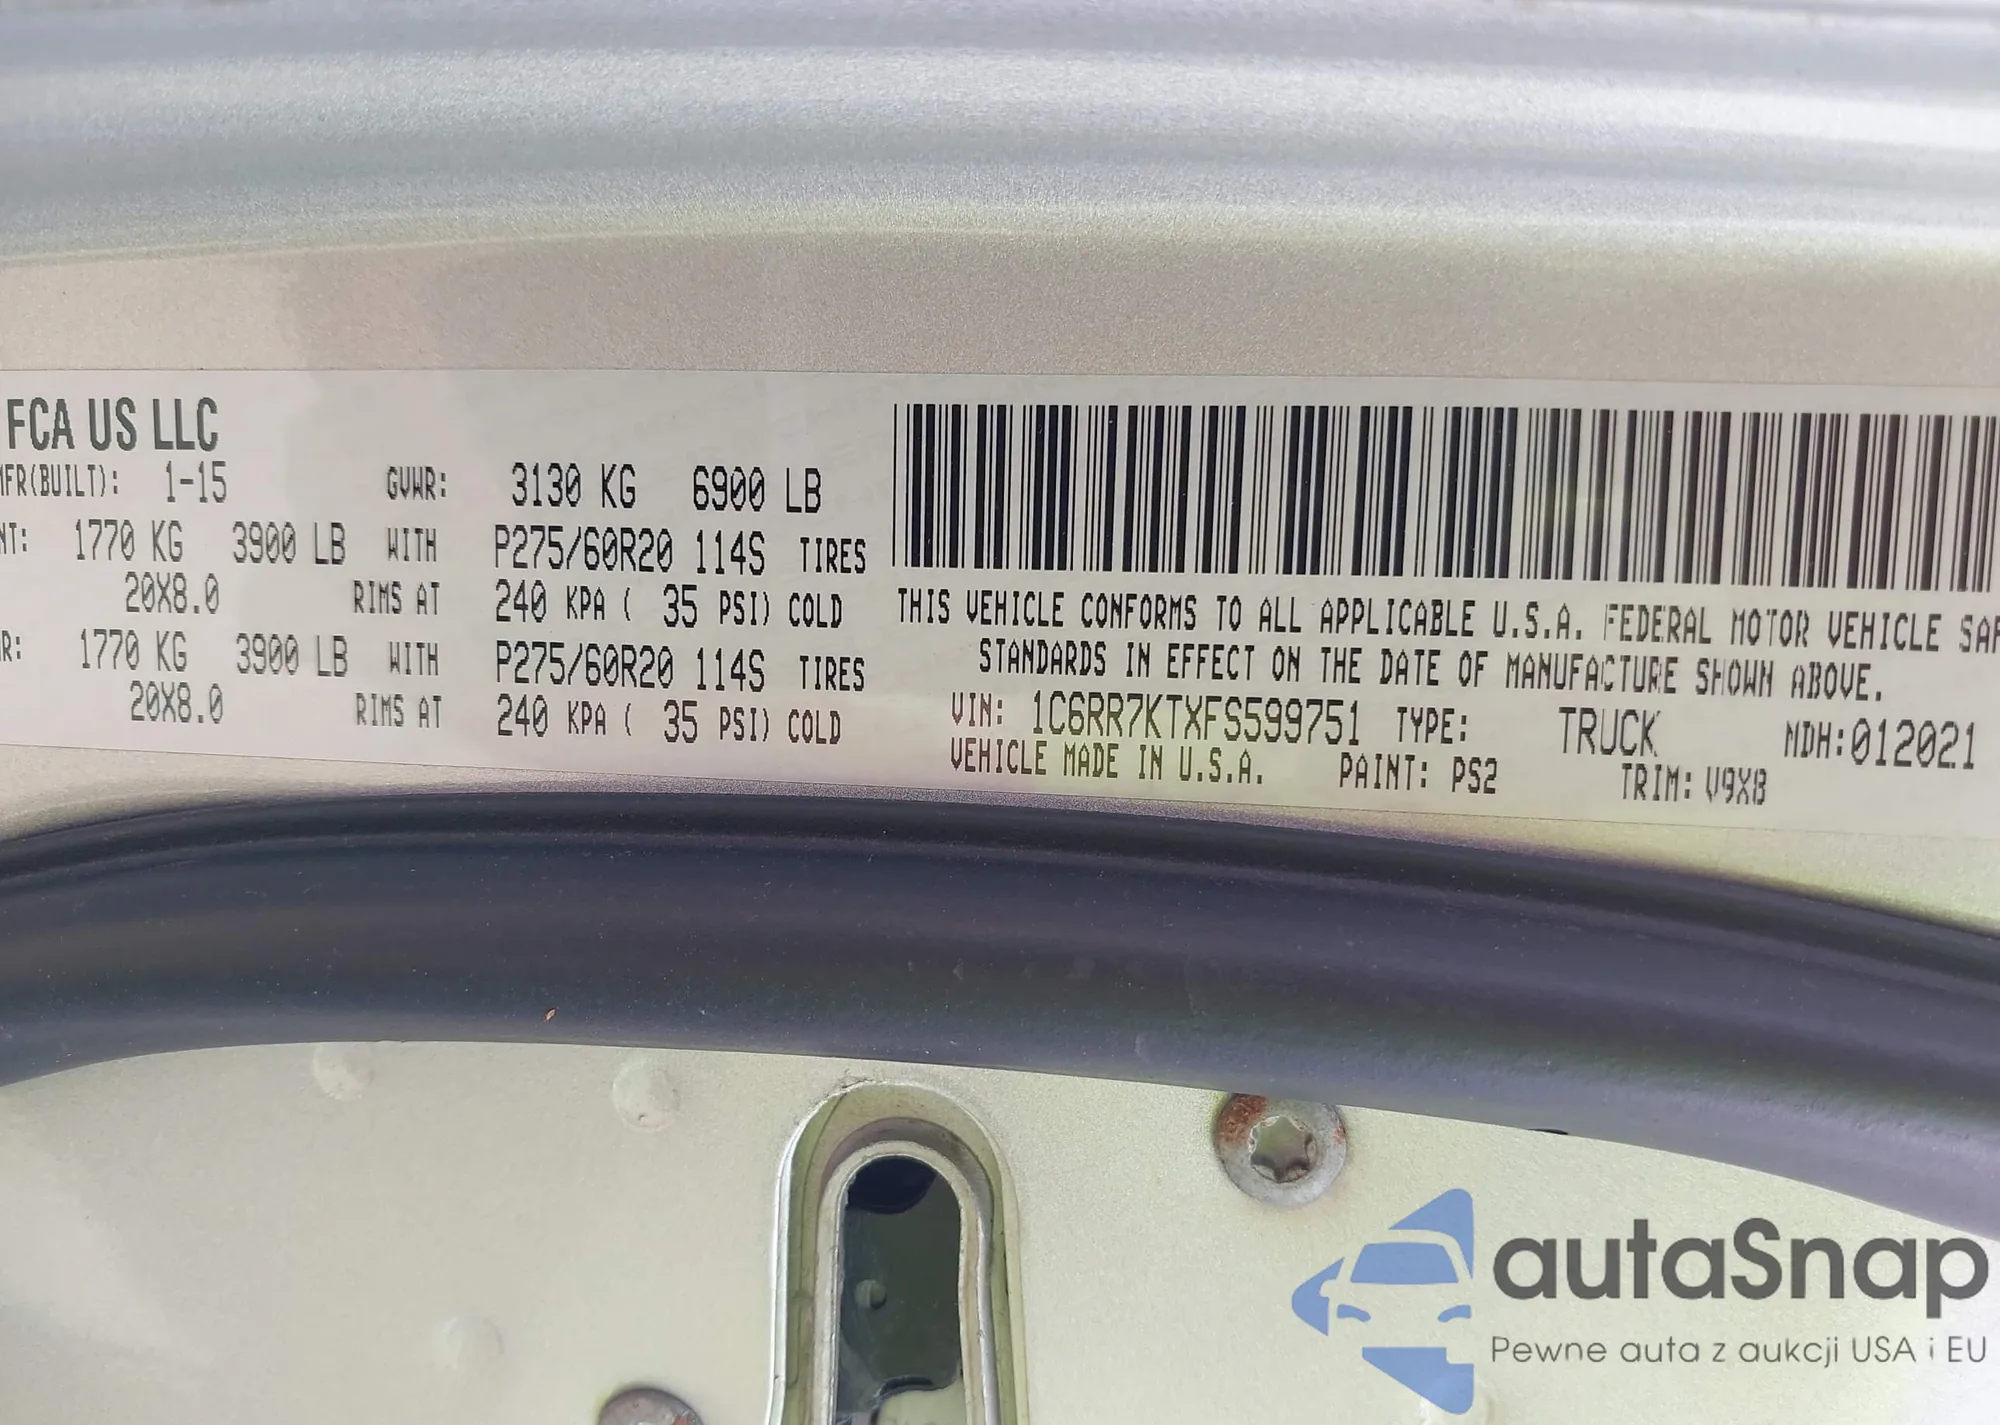 FCA US LLC
MFR(BUILT): 1-15 GVWR: 3130 KG 6900 LB
NT: 1770 KG 3900 LB WITH P275/60R20 114S TIRES
20X8.0 RIMS AT 240 KPA ( 35 PSI) COLD
R: 1770 KG 3900 LB WITH P275/60R20 114S TIRES
20X8.0 RIMS AT 240 KPA ( 35 PSI) COLD
THIS VEHICLE CONFORMS TO ALL APPLICABLE U.S.A. FEDERAL MOTOR VEHICLE SAF
STANDARDS IN EFFECT ON THE DATE OF MANUFACTURE SHOWN ABOVE.
VIN: 1C6RR7KTXFS599751 TYPE: TRUCK MDH:012021
VEHICLE MADE IN U.S.A. PAINT: PS2 TRIM: V9X8
autaSnap
Pewne auta z aukcji USA i EU